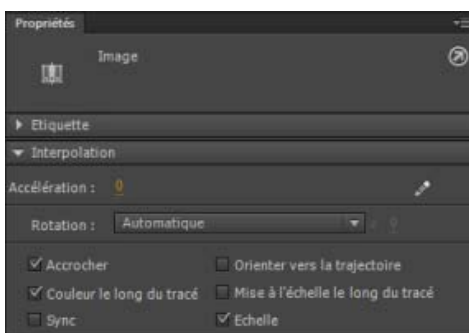 Propriétés
Image
Etiquette
Interpolation
Accélération : 0
Rotation : Automatique x 0
Accrocher Orienter vers la trajectoire
Couleur le long du tracé Mise à l'échelle le long du tracé
Sync Echelle